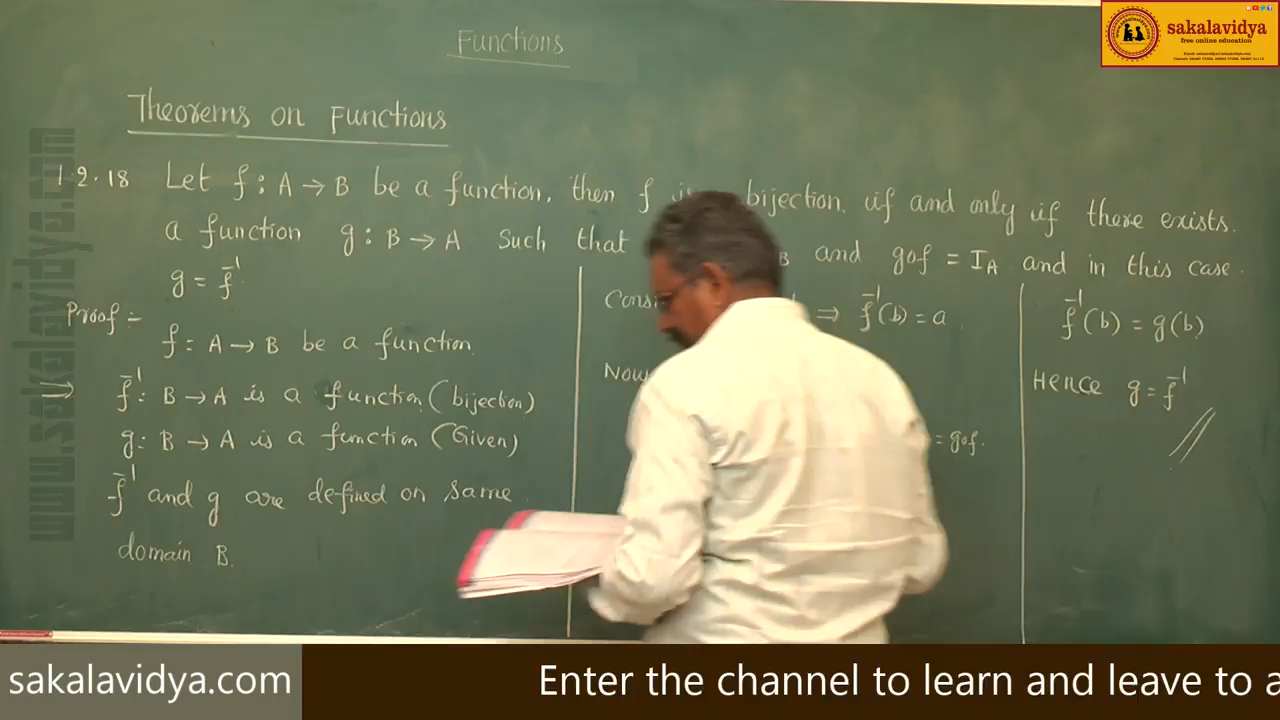 Functions
sakalavidya
free online education
Theorems on Functions
1.2.18 Let f : A → B be a function, then f is bijection. if and only if there exists.
a function g : B → A Such that B and gof = I_A and in this case.
g = f⁻¹
Proof :-
f : A → B be a function.
⇒ f⁻¹ : B → A is a function (bijection)
g : B → A is a function (Given)
f⁻¹ and g are defined on same
domain B.
⇒ f⁻¹(b) = a
= gof.
f⁻¹(b) = g(b)
Hence g = f⁻¹ //
www.sakalavidya.com
sakalavidya.com
Enter the channel to learn and leave to a